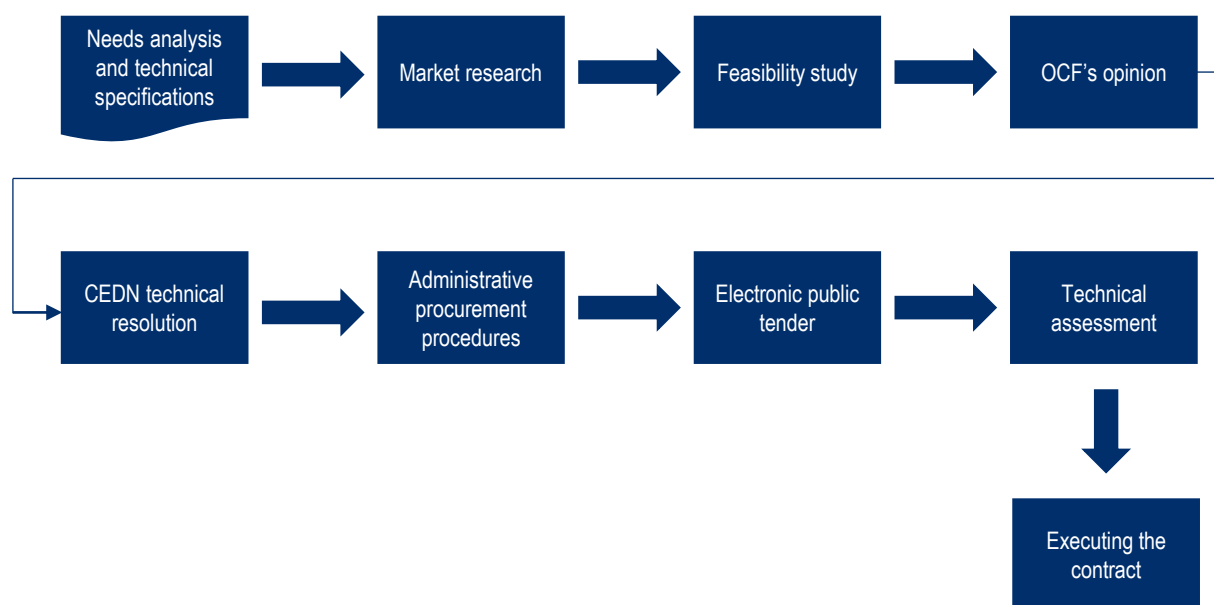 Needs analysis
and technical
specifications
Market research
Feasibility study
OCF's opinion
CEDN technical
resolution
Administrative
procurement
procedures
Electronic public
tender
Technical
assessment
Executing the
contract